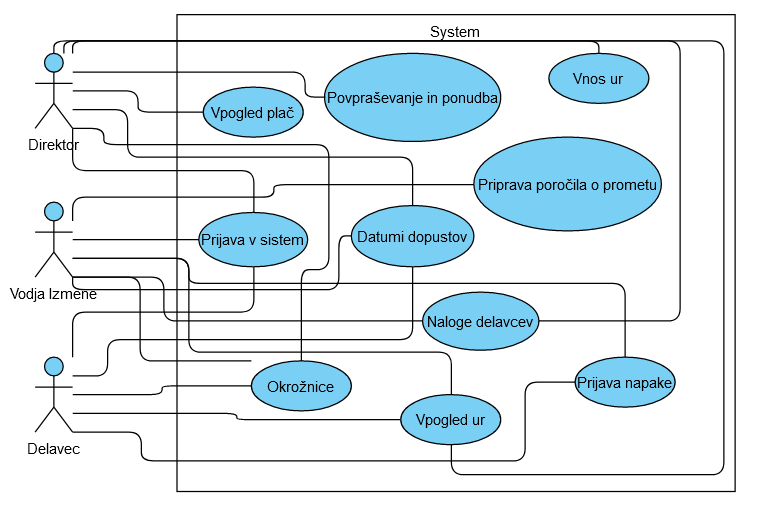 System
Vnos ur
Povpraševanje in ponudba
Vpogled plač
Direktor
Priprava poročila o prometu
Prijava v sistem
Datumi dopustov
Vodja Izmene
Naloge delavcev
Prijava napake
Okrožnice
Vpogled ur
Delavec